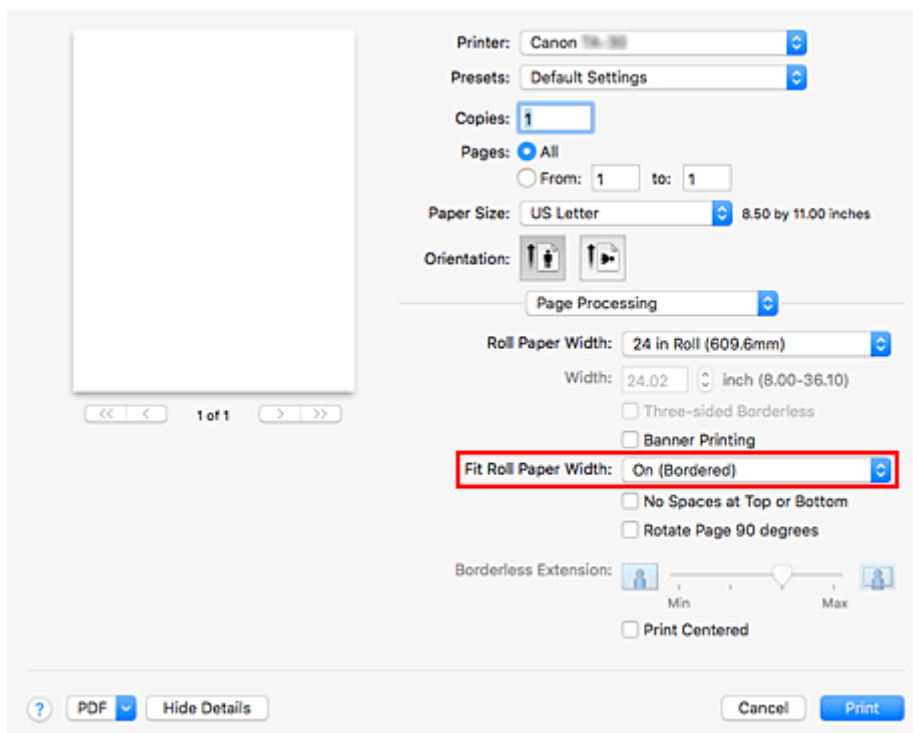 Printer: Canon
Presets: Default Settings
Copies: 1
Pages: All
From: 1 to: 1
Paper Size: US Letter 8.50 by 11.00 inches
Orientation:
Page Processing
Roll Paper Width: 24 in Roll (609.6mm)
Width: 24.02 inch (8.00-36.10)
Three-sided Borderless
<< < 1 of 1 > >>
Banner Printing
Fit Roll Paper Width: On (Bordered)
No Spaces at Top or Bottom
Rotate Page 90 degrees
Borderless Extension:
Min Max
Print Centered
? PDF Hide Details Cancel Print